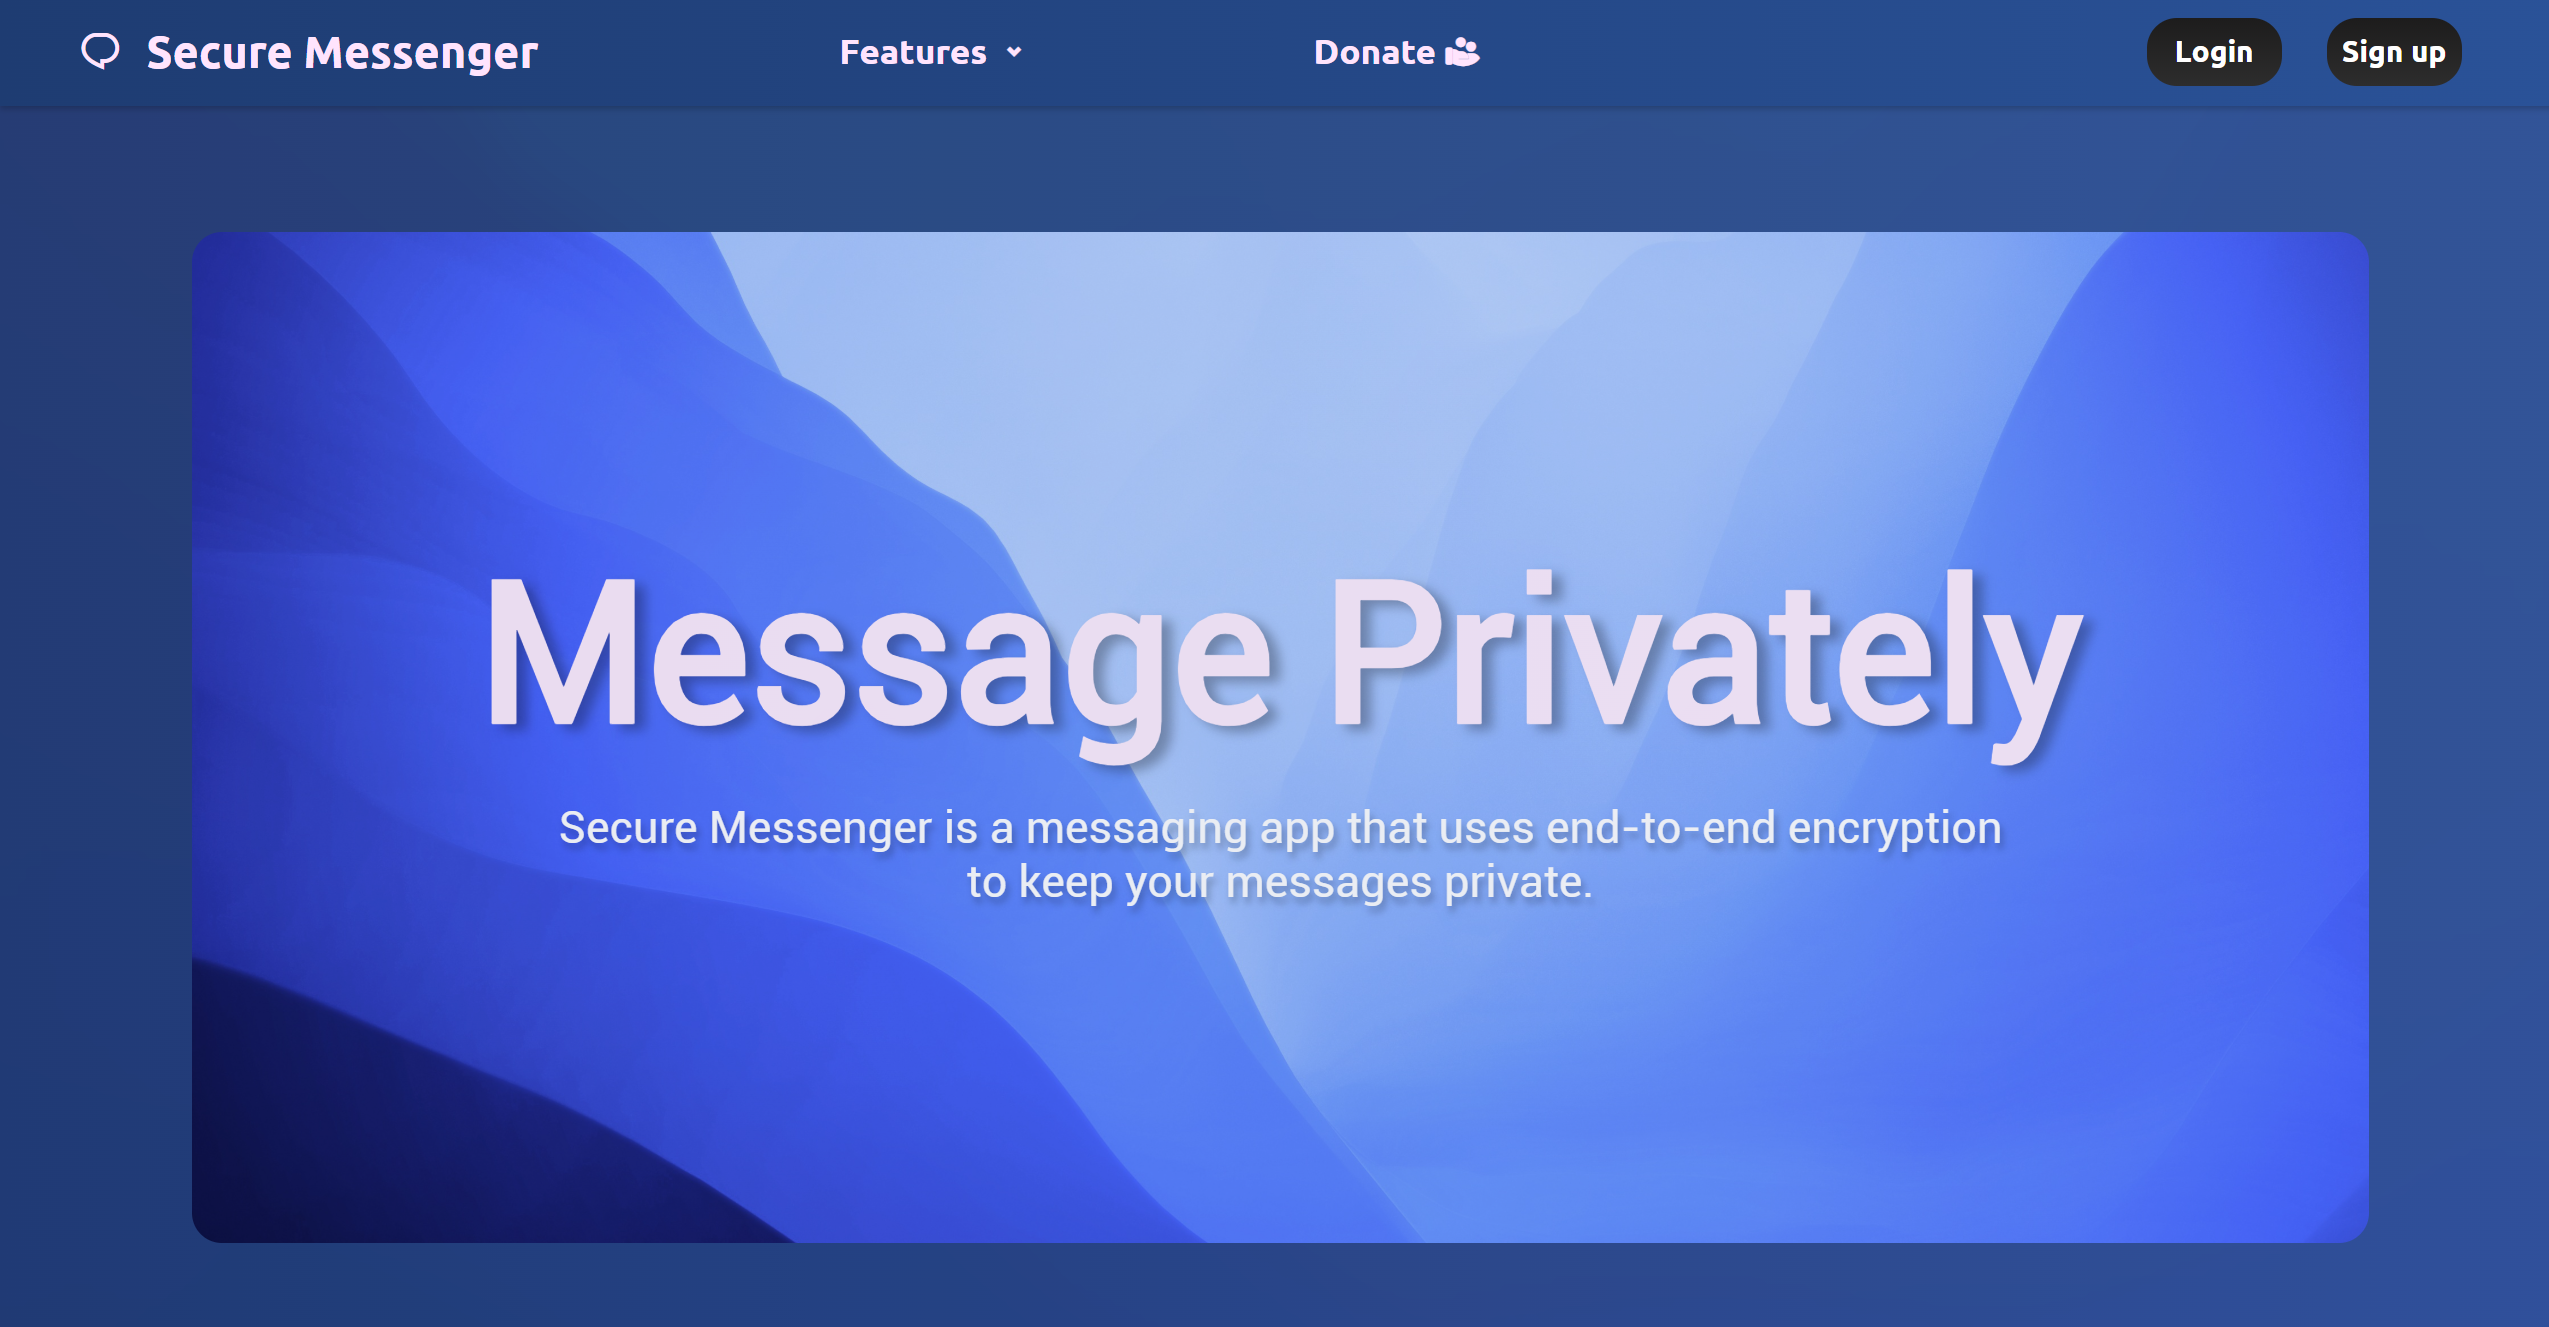 Secure Messenger
Features
Donate
Login
Sign up
Message Privately
Secure Messenger is a messaging app that uses end-to-end encryption
to keep your messages private.